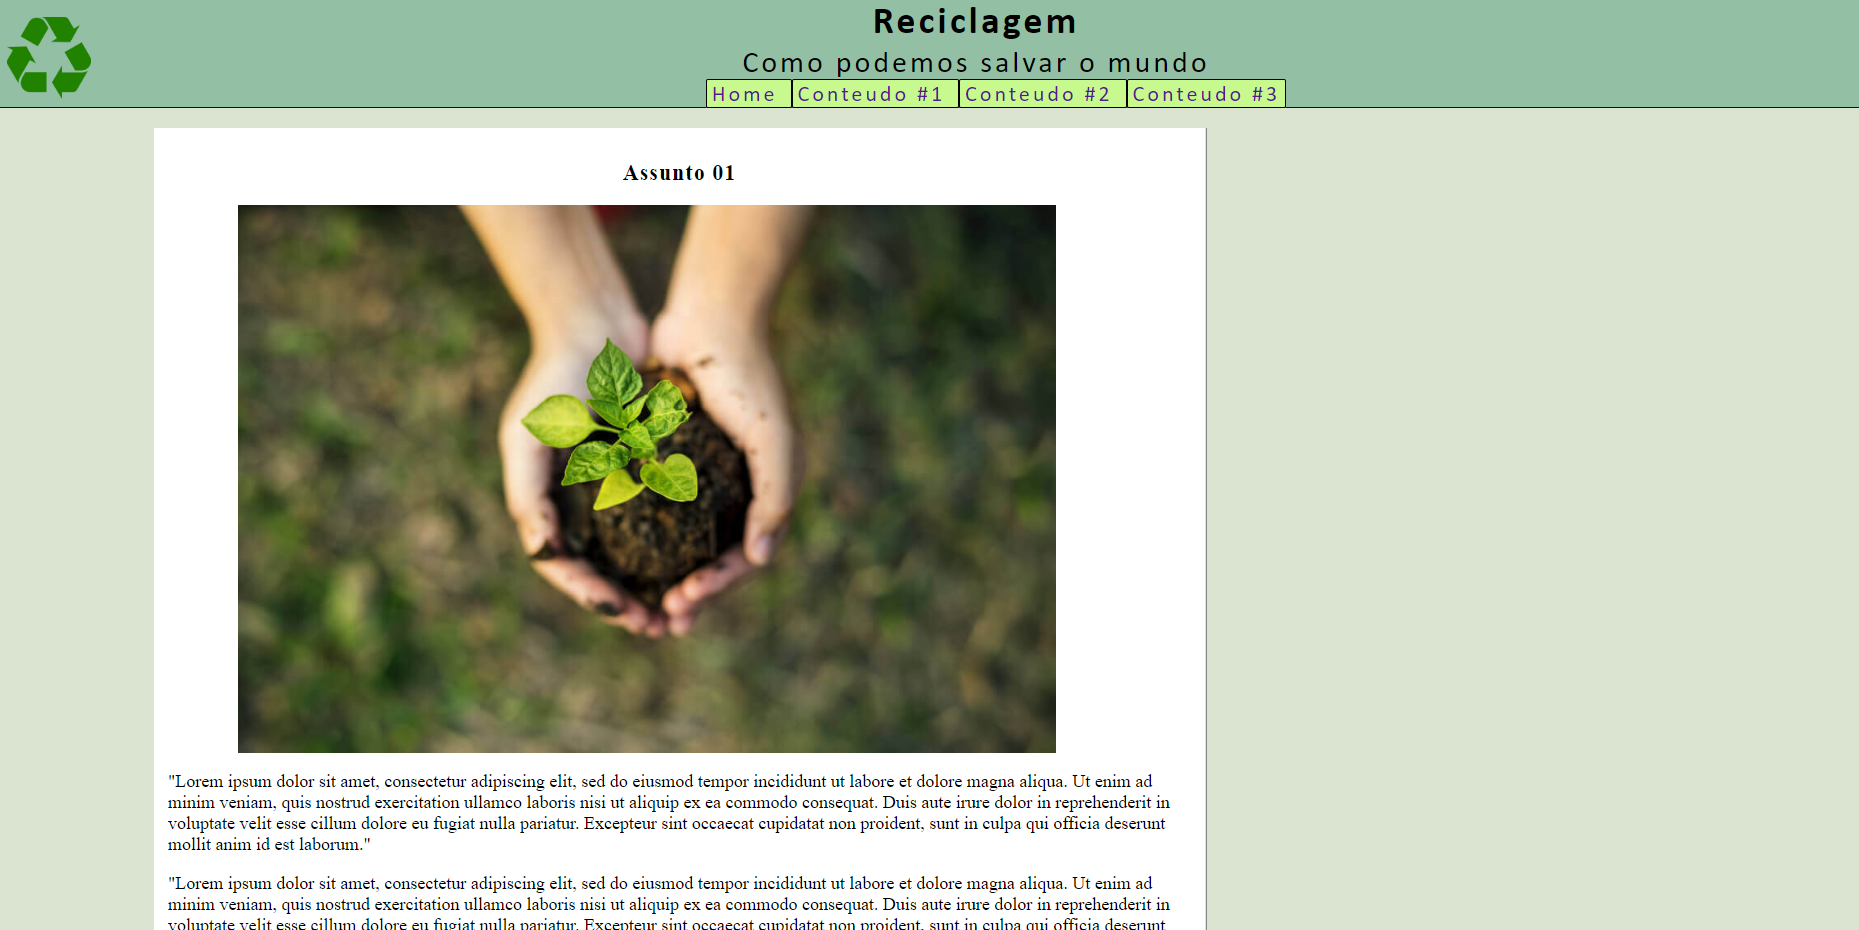 Reciclagem
Como podemos salvar o mundo
Home Conteudo #1 Conteudo #2 Conteudo #3
Assunto 01
"Lorem ipsum dolor sit amet, consectetur adipiscing elit, sed do eiusmod tempor incididunt ut labore et dolore magna aliqua. Ut enim ad
minim veniam, quis nostrud exercitation ullamco laboris nisi ut aliquip ex ea commodo consequat. Duis aute irure dolor in reprehenderit in
voluptate velit esse cillum dolore eu fugiat nulla pariatur. Excepteur sint occaecat cupidatat non proident, sunt in culpa qui officia deserunt
mollit anim id est laborum."
"Lorem ipsum dolor sit amet, consectetur adipiscing elit, sed do eiusmod tempor incididunt ut labore et dolore magna aliqua. Ut enim ad
minim veniam, quis nostrud exercitation ullamco laboris nisi ut aliquip ex ea commodo consequat. Duis aute irure dolor in reprehenderit in
voluptate velit esse cillum dolore eu fugiat nulla pariatur. Excepteur sint occaecat cupidatat non proident, sunt in culpa qui officia deserunt